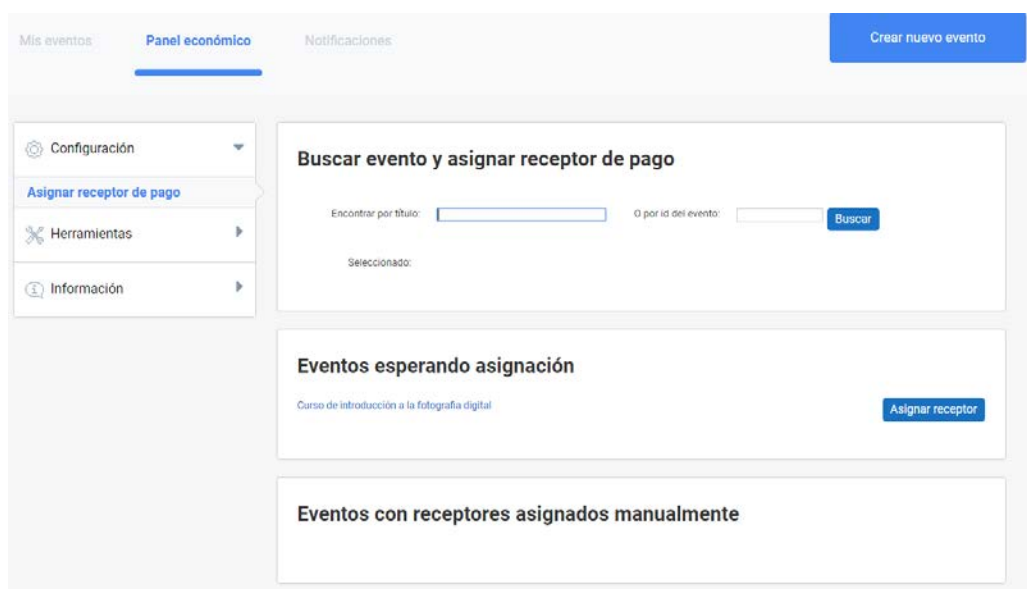 Mis eventos Panel económico Notificaciones Crear nuevo evento
Configuración
Asignar receptor de pago
Herramientas
Información
Buscar evento y asignar receptor de pago
Encontrar por título: O por id del evento: Buscar
Seleccionado:
Eventos esperando asignación
Curso de introducción a la fotografía digital Asignar receptor
Eventos con receptores asignados manualmente